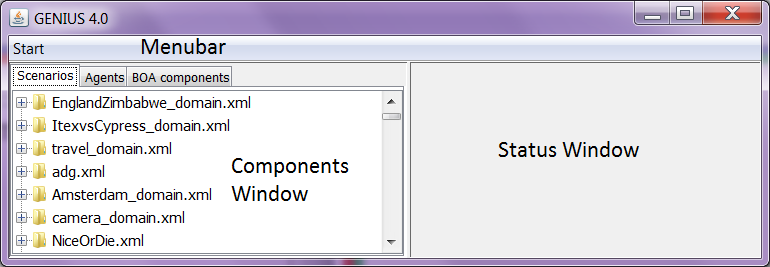 GENIUS 4.0
Start
Menubar
Scenarios Agents BOA components
EnglandZimbabwe_domain.xml
ItexvsCypress_domain.xml
travel_domain.xml
adg.xml
Amsterdam_domain.xml
camera_domain.xml
NiceOrDie.xml
Components
Window
Status Window